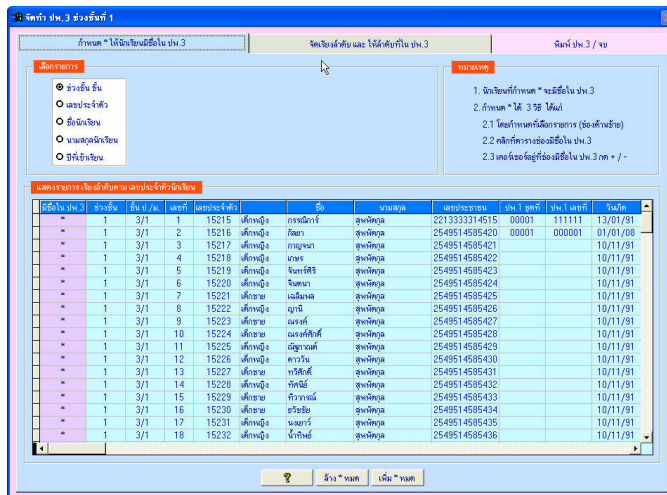 จัดทำ ปพ.3 ช่วงชั้นที่ 1
กำหนด * ให้นักเรียนมีชื่อใน ปพ.3 จัดเรียงลำดับ และ ให้ลำดับที่ใน ปพ.3 พิมพ์ ปพ.3 / จบ
เลือกรายการ
ช่วงชั้น ชั้น
เลขประจำตัว
ชื่อนักเรียน
นามสกุลนักเรียน
ปีที่เข้าเรียน
หมายเหตุ
1. นักเรียนที่กำหนด * จะมีชื่อใน ปพ.3
2. กำหนด * ได้ 3 วิธี ได้แก่
2.1 โดยกำหนดที่เลือกรายการ (ช่องด้านซ้าย)
2.2 คลิกที่ตารางช่องมีชื่อใน ปพ.3
2.3 เคอร์เซอร์อยู่ที่ช่องมีชื่อใน ปพ.3 กด + / -
แสดงรายการ เรียงลำดับตาม เลขประจำตัวนักเรียน
มีชื่อใน ปพ.3 ช่วงชั้น ชั้น ป./ม. เลขที่ เลขประจำตัว ชื่อ นามสกุล เลขประชาชน ปพ.1 ชุดที่ ปพ.1 เลขที่ วันเกิด
* 1 3/1 1 15215 เด็กหญิง กรรณิการ์ สุพพัตกุล 2213333314515 00001 111111 13/01/91
* 1 3/1 2 15216 เด็กหญิง กัลยา สุพพัตกุล 2549514585420 00001 000001 01/01/08
* 1 3/1 3 15217 เด็กหญิง กาญจนา สุพพัตกุล 2549514585421 10/11/91
* 1 3/1 4 15218 เด็กหญิง เกษร สุพพัตกุล 2549514585422 10/11/91
* 1 3/1 5 15219 เด็กหญิง จันทร์ศิริ สุพพัตกุล 2549514585423 10/11/91
* 1 3/1 6 15220 เด็กหญิง จินตนา สุพพัตกุล 2549514585424 10/11/91
* 1 3/1 7 15221 เด็กชาย เฉลิมพล สุพพัตกุล 2549514585425 10/11/91
* 1 3/1 8 15222 เด็กหญิง ญานี สุพพัตกุล 2549514585426 10/11/91
* 1 3/1 9 15223 เด็กชาย ณรงค์ สุพพัตกุล 2549514585427 10/11/91
* 1 3/1 10 15224 เด็กชาย ณรงค์ศักดิ์ สุพพัตกุล 2549514585428 10/11/91
* 1 3/1 11 15225 เด็กหญิง ณัฐกานต์ สุพพัตกุล 2549514585429 10/11/91
* 1 3/1 12 15226 เด็กหญิง ดาววัน สุพพัตกุล 2549514585430 10/11/91
* 1 3/1 13 15227 เด็กชาย ทวีศักดิ์ สุพพัตกุล 2549514585431 10/11/91
* 1 3/1 14 15228 เด็กหญิง ทัศนีย์ สุพพัตกุล 2549514585432 10/11/91
* 1 3/1 15 15229 เด็กชาย ทิวากรณ์ สุพพัตกุล 2549514585433 10/11/91
* 1 3/1 16 15230 เด็กชาย ธวัชชัย สุพพัตกุล 2549514585434 10/11/91
* 1 3/1 17 15231 เด็กหญิง นงเยาว์ สุพพัตกุล 2549514585435 10/11/91
* 1 3/1 18 15232 เด็กหญิง น้ำทิพย์ สุพพัตกุล 2549514585436 10/11/91
? ล้าง * หมด เพิ่ม * หมด